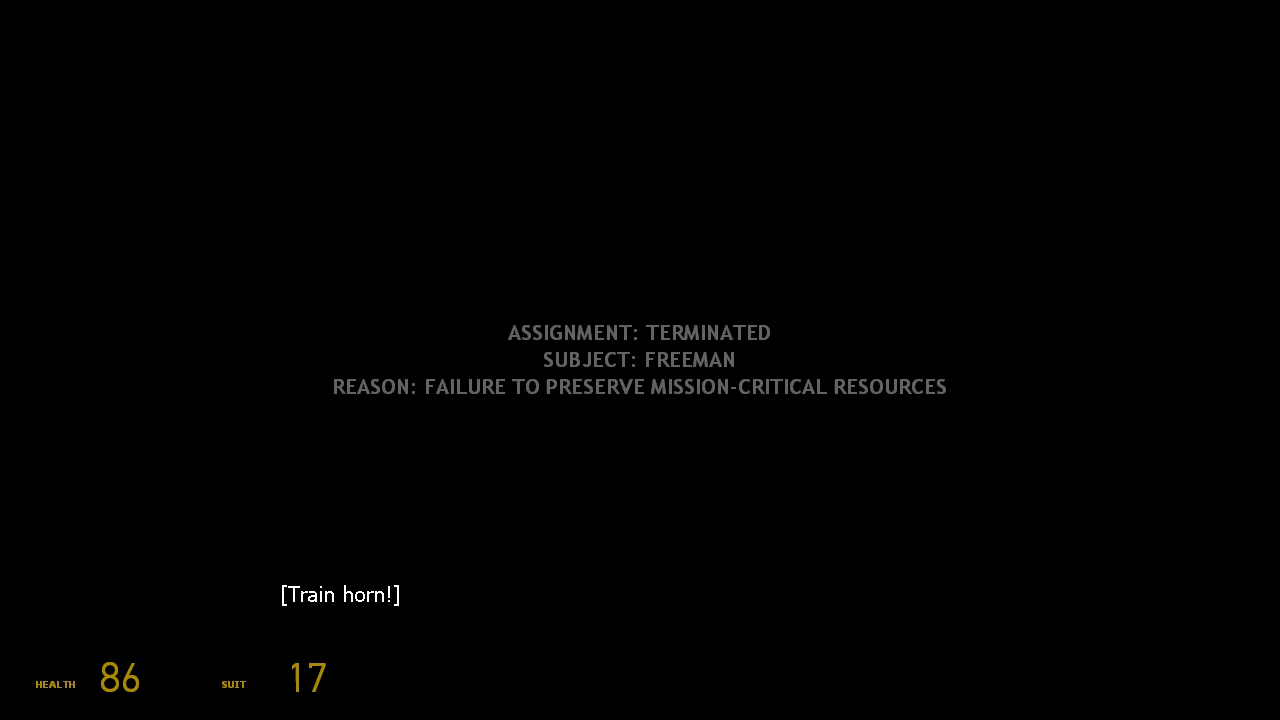 ASSIGNMENT: TERMINATED
SUBJECT: FREEMAN
REASON: FAILURE TO PRESERVE MISSION-CRITICAL RESOURCES
[Train horn!]
HEALTH 86 SUIT 17